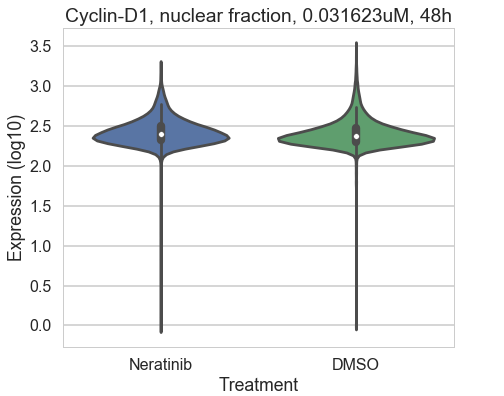 Cyclin-D1, nuclear fraction, 0.031623uM, 48h
3.5
3.0
2.5
2.0
1.5
1.0
0.5
0.0
Expression (log10)
Neratinib
DMSO
Treatment